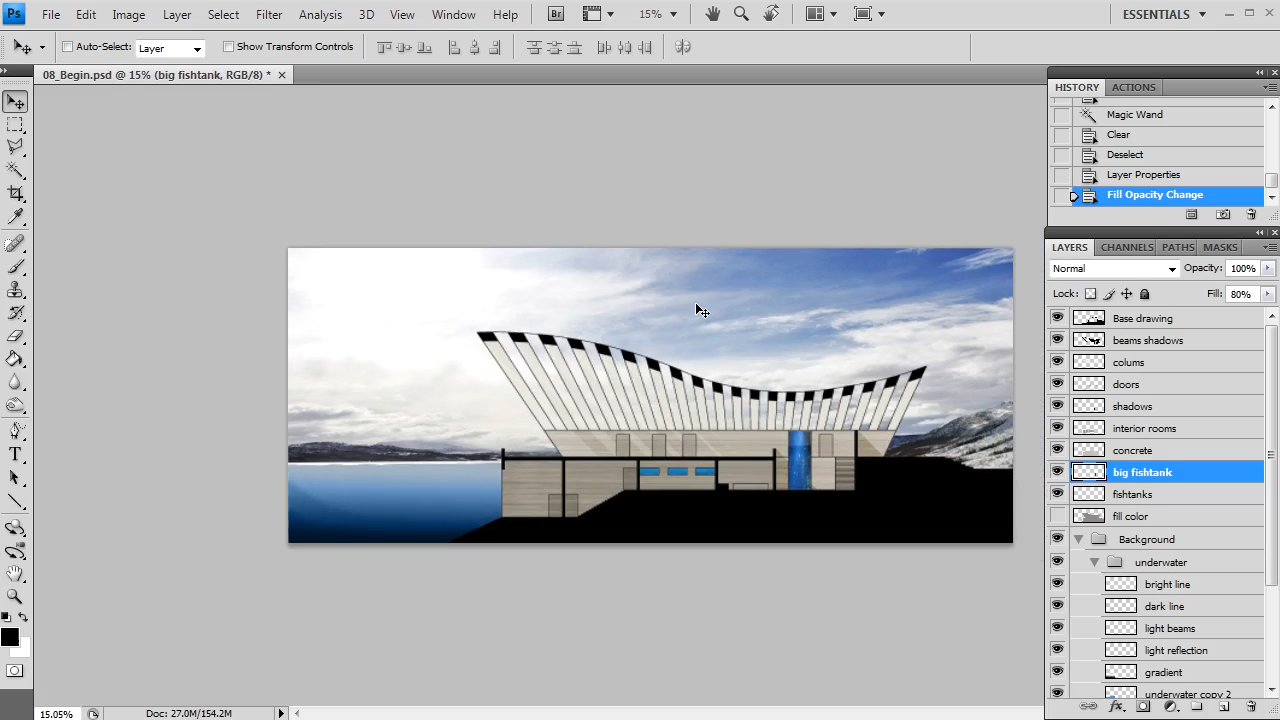 Ps File Edit Image Layer Select Filter Analysis 3D View Window Help Br 15% ESSENTIALS
Auto-Select: Layer Show Transform Controls
08_Begin.psd @ 15% (big fishtank, RGB/8) *
HISTORY ACTIONS
Magic Wand
Clear
Deselect
Layer Properties
Fill Opacity Change
LAYERS CHANNELS PATHS MASKS
Normal Opacity: 100%
Lock: Fill: 80%
Base drawing
beams shadows
colums
doors
shadows
interior rooms
concrete
big fishtank
fishtanks
fill color
Background
underwater
bright line
dark line
light beams
light reflection
gradient
underwater copy 2
fx
15.05% Doc: 27.0M/154.2M